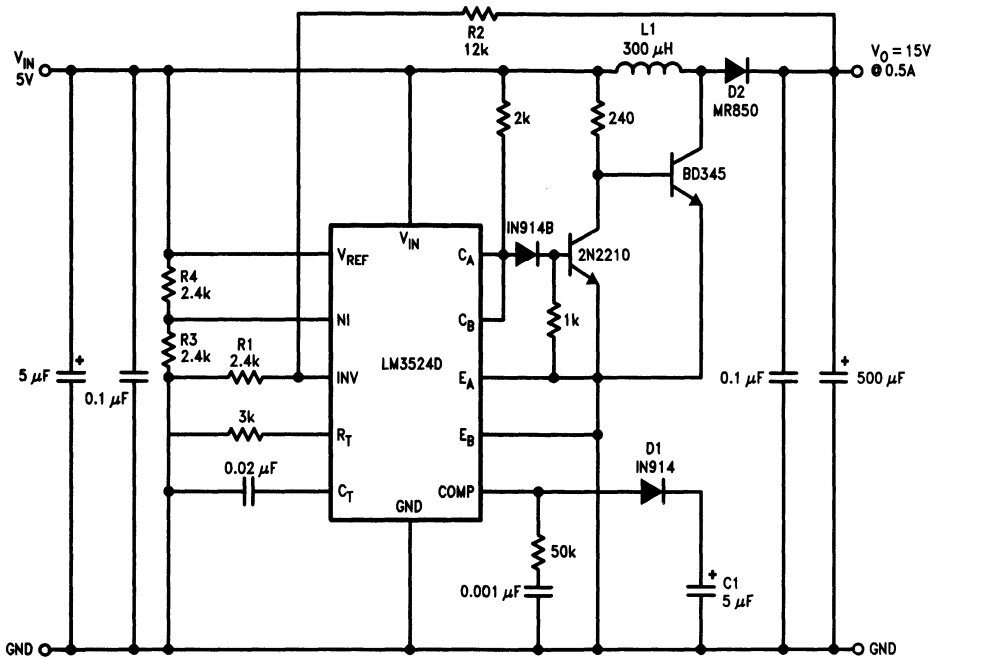 R2
12k
L1
300 μH
V_IN
5V
V_O = 15V
@ 0.5A
D2
MR850
2k
240
BD345
V_IN
IN914B
2N2210
V_REF
C_A
R4
2.4k
NI
C_B
1k
R3
2.4k
R1
2.4k
LM3524D
5 μF
+
0.1 μF
INV
E_A
0.1 μF
+
500 μF
3k
R_T
E_B
0.02 μF
C_T
COMP
GND
D1
IN914
50k
0.001 μF
+
C1
5 μF
GND
GND